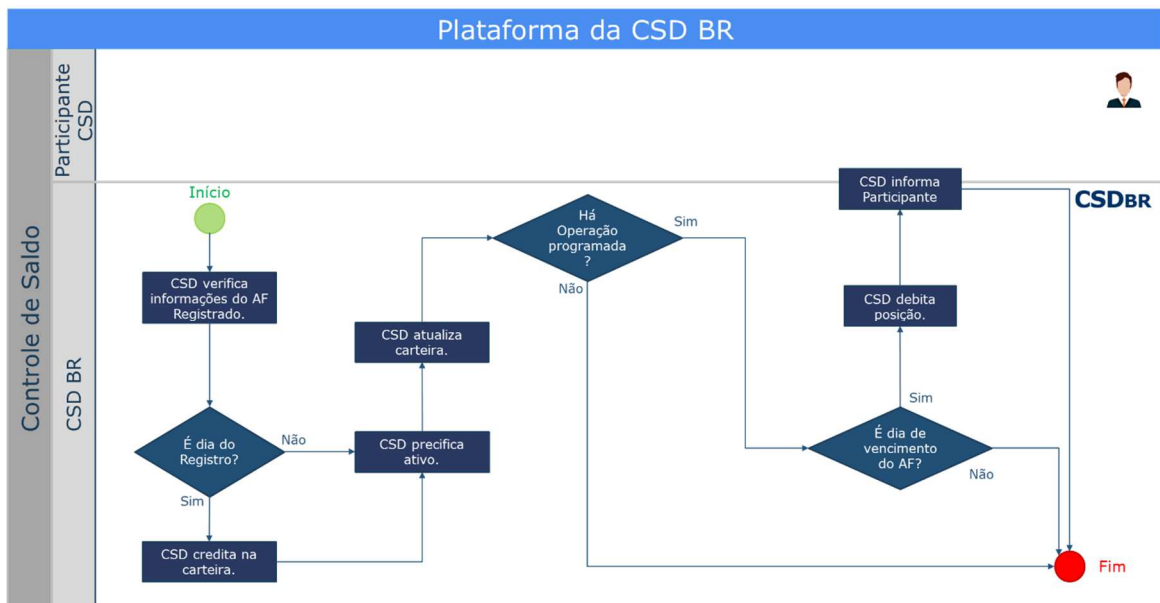 Plataforma da CSD BR
Controle de Saldo
Participante
CSD
CSD BR
Início
CSD verifica
informações do AF
Registrado.
É dia do
Registro?
Não
Sim
CSD credita na
carteira.
CSD precifica
ativo.
CSD atualiza
carteira.
Há
Operação
programada
?
Sim
Não
É dia de
vencimento
do AF?
Sim
Não
CSD debita
posição.
CSD informa
Participante
CSDBR
Fim